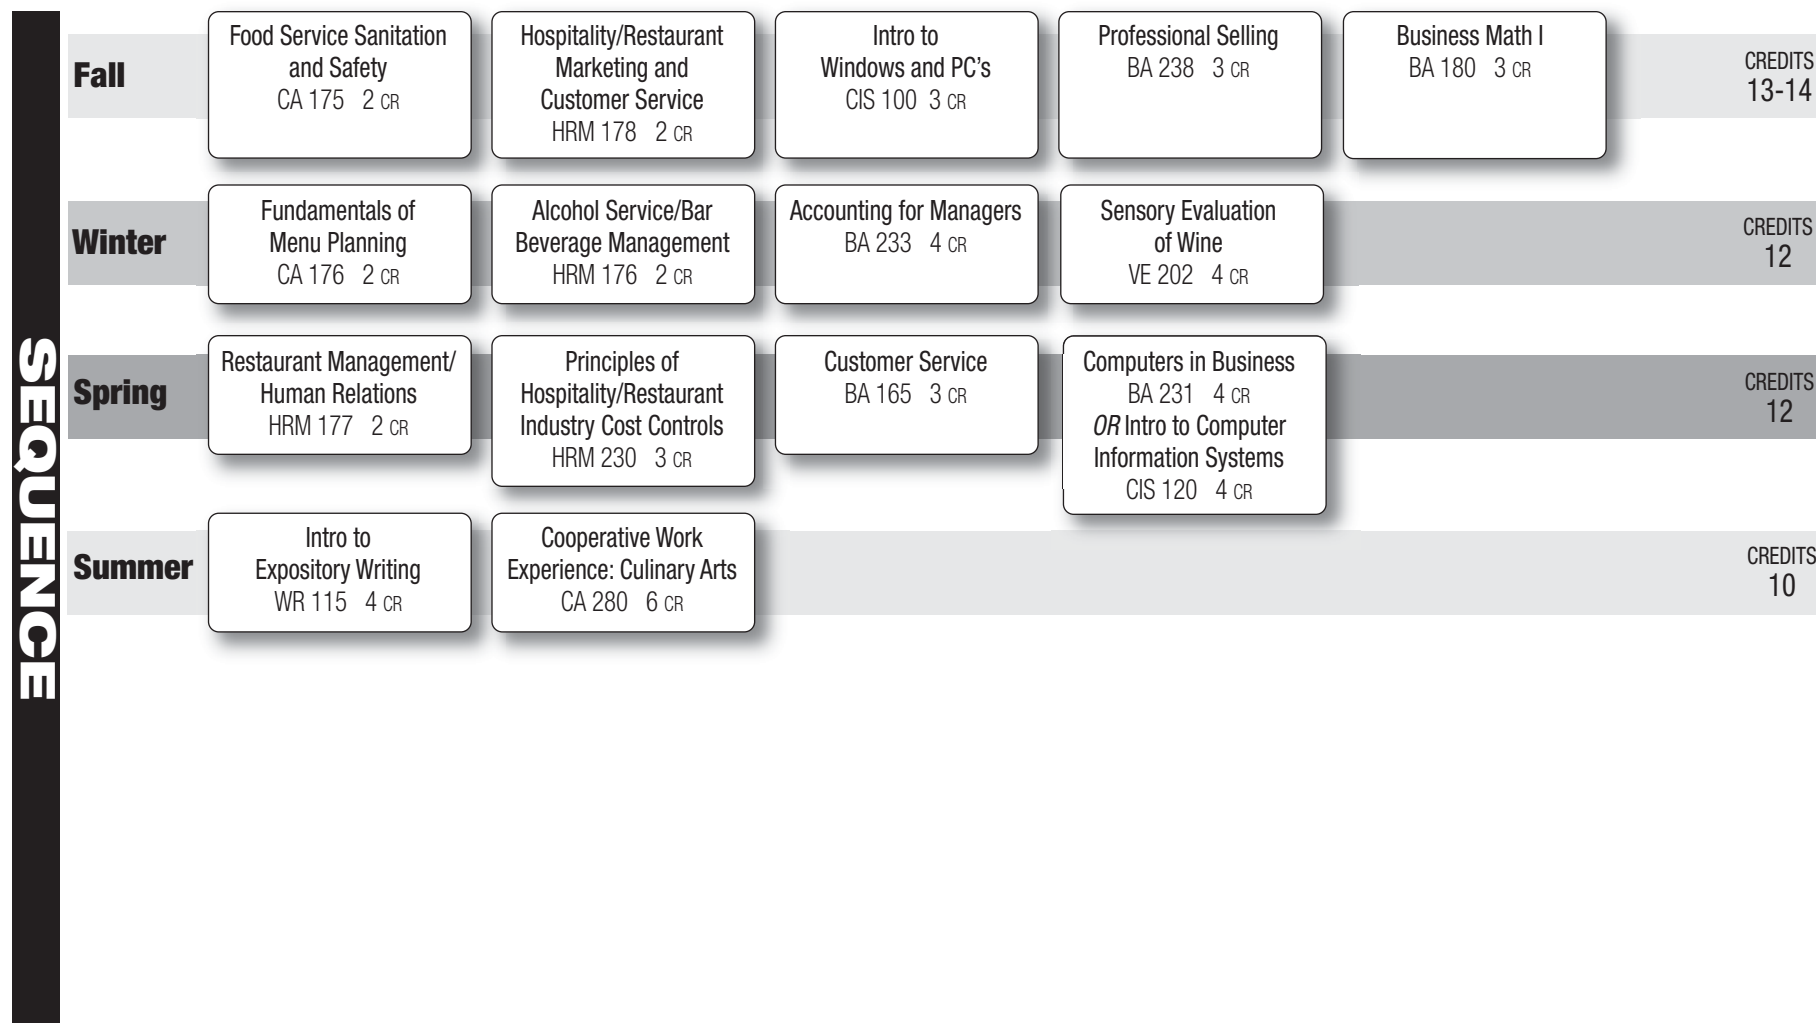 SEQUENCE
Fall
Food Service Sanitation
and Safety
CA 175 2 CR
Hospitality/Restaurant
Marketing and
Customer Service
HRM 178 2 CR
Intro to
Windows and PC's
CIS 100 3 CR
Professional Selling
BA 238 3 CR
Business Math I
BA 180 3 CR
CREDITS
13-14
Winter
Fundamentals of
Menu Planning
CA 176 2 CR
Alcohol Service/Bar
Beverage Management
HRM 176 2 CR
Accounting for Managers
BA 233 4 CR
Sensory Evaluation
of Wine
VE 202 4 CR
CREDITS
12
Spring
Restaurant Management/
Human Relations
HRM 177 2 CR
Principles of
Hospitality/Restaurant
Industry Cost Controls
HRM 230 3 CR
Customer Service
BA 165 3 CR
Computers in Business
BA 231 4 CR
OR Intro to Computer
Information Systems
CIS 120 4 CR
CREDITS
12
Summer
Intro to
Expository Writing
WR 115 4 CR
Cooperative Work
Experience: Culinary Arts
CA 280 6 CR
CREDITS
10